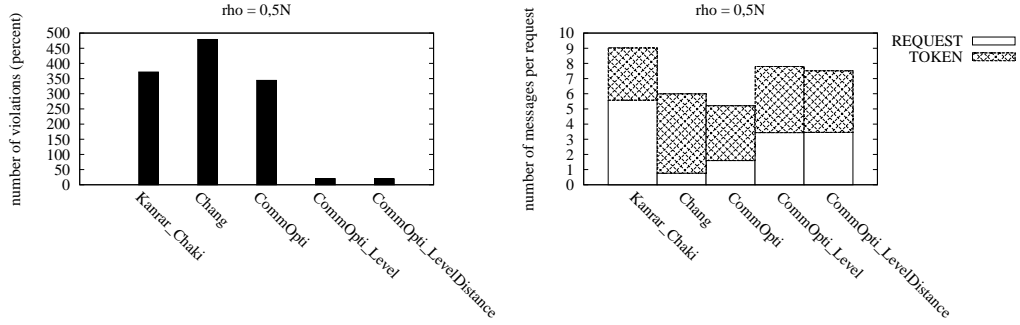 rho = 0,5N
number of violations (percent)
500
450
400
350
300
250
200
150
100
50
0
Kanrar_Chaki
Chang
CommOpti
CommOpti_Level
CommOpti_LevelDistance
rho = 0,5N
number of messages per request
10
9
8
7
6
5
4
3
2
1
0
Kanrar_Chaki
Chang
CommOpti
CommOpti_Level
CommOpti_LevelDistance
REQUEST
TOKEN